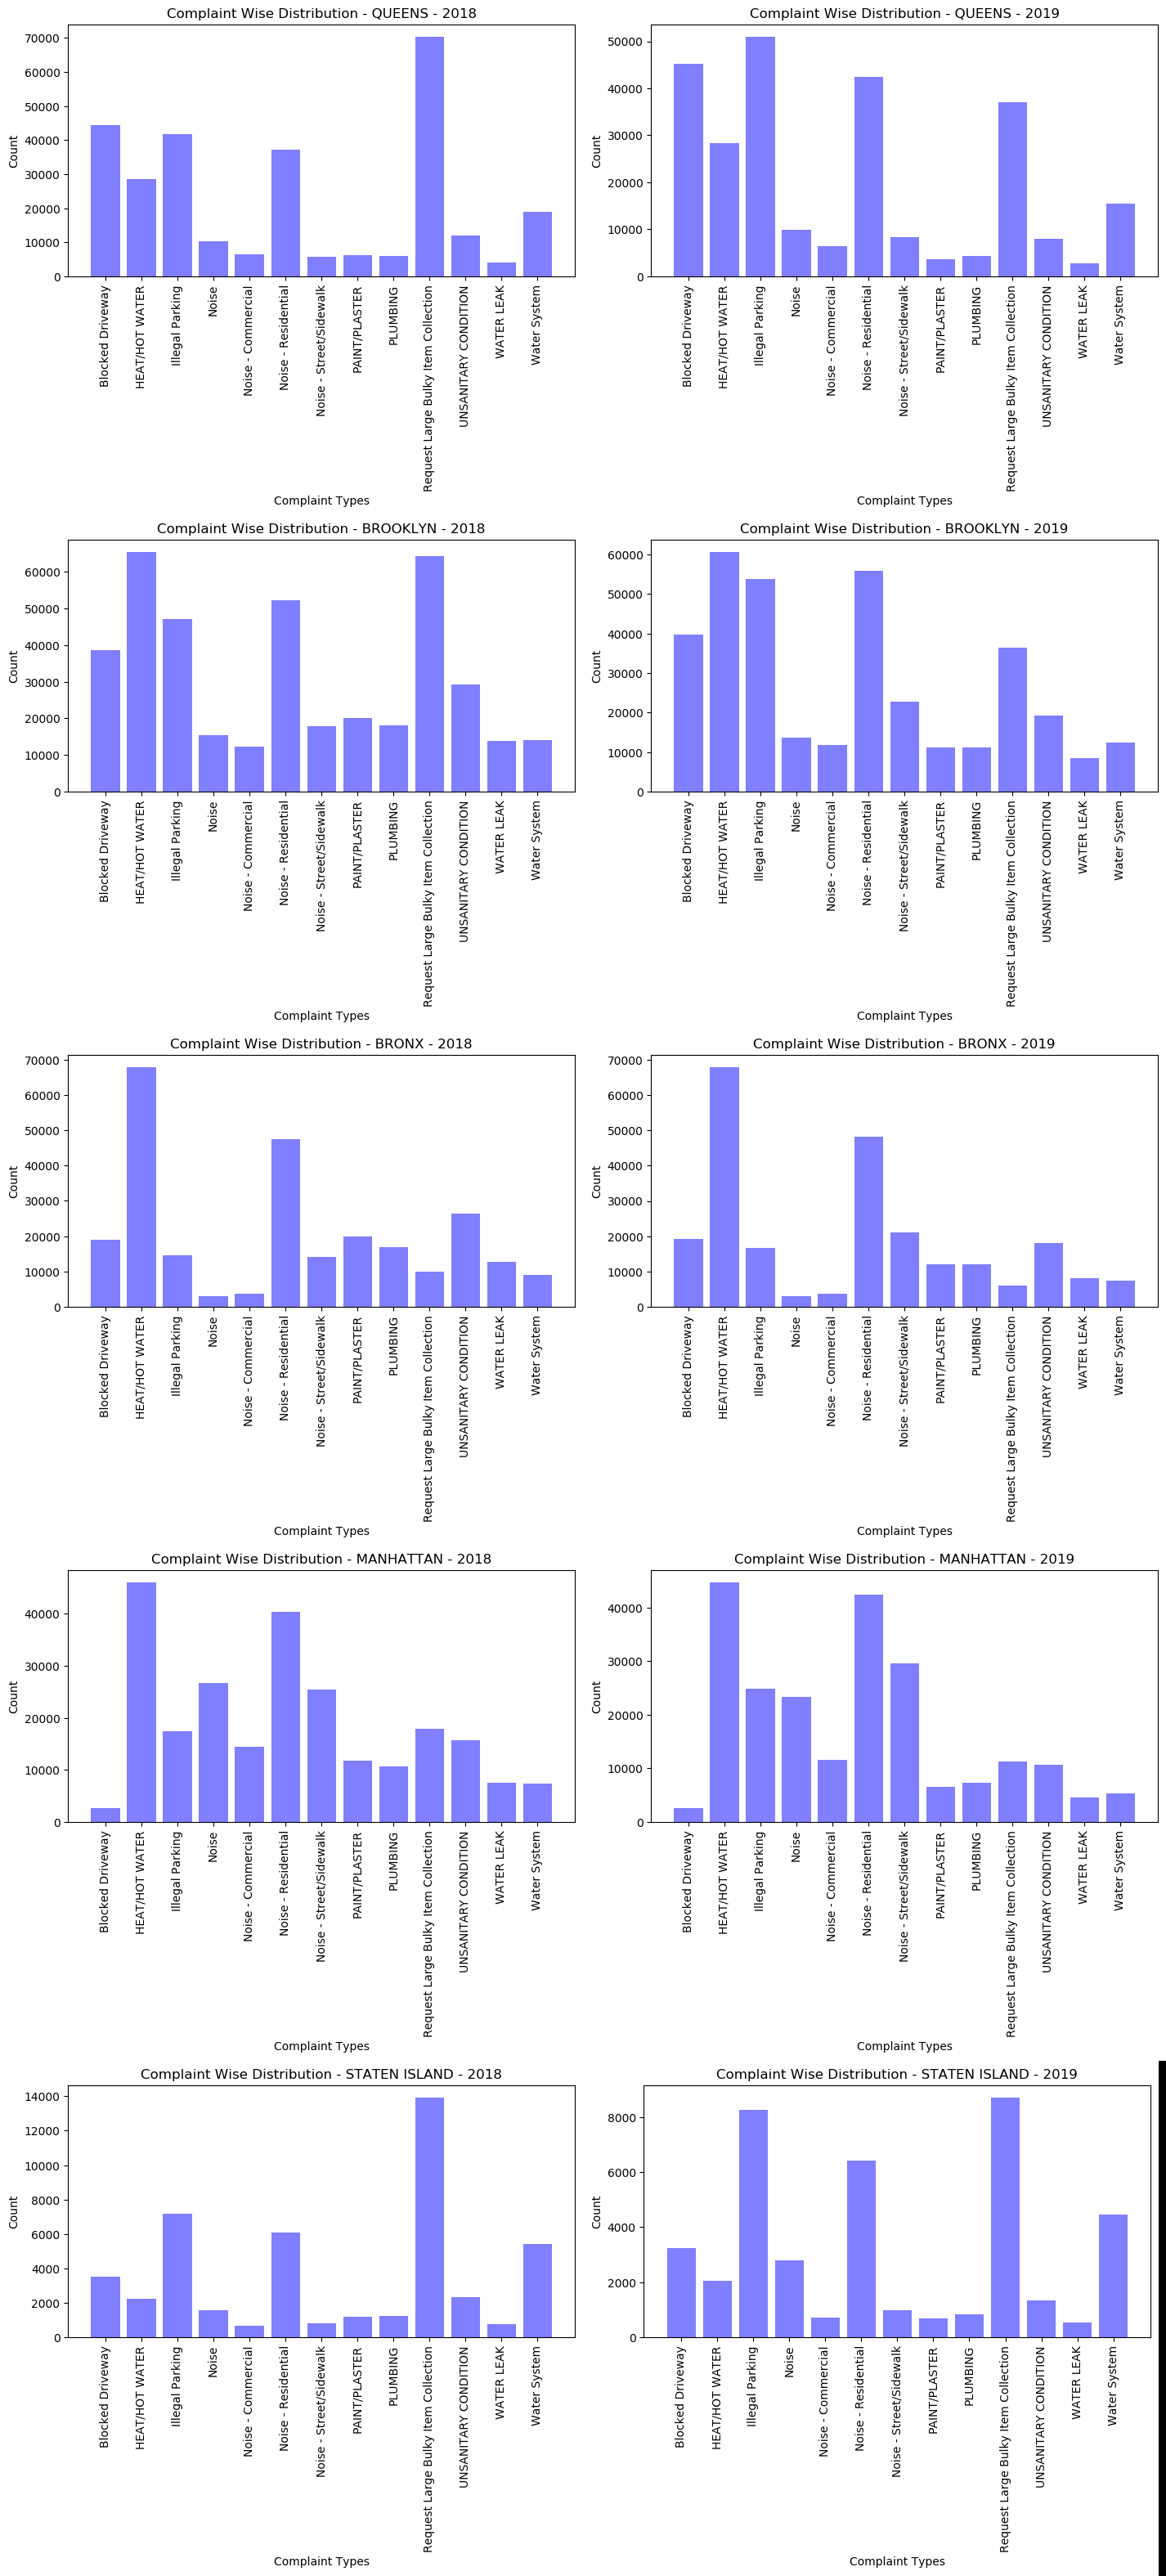 Complaint Wise Distribution - QUEENS - 2018
Count
70000
60000
50000
40000
30000
20000
10000
0
Blocked Driveway
HEAT/HOT WATER
Illegal Parking
Noise
Noise - Commercial
Noise - Residential
Noise - Street/Sidewalk
PAINT/PLASTER
PLUMBING
Request Large Bulky Item Collection
UNSANITARY CONDITION
WATER LEAK
Water System
Complaint Types
Complaint Wise Distribution - QUEENS - 2019
Count
50000
40000
30000
20000
10000
0
Blocked Driveway
HEAT/HOT WATER
Illegal Parking
Noise
Noise - Commercial
Noise - Residential
Noise - Street/Sidewalk
PAINT/PLASTER
PLUMBING
Request Large Bulky Item Collection
UNSANITARY CONDITION
WATER LEAK
Water System
Complaint Types
Complaint Wise Distribution - BROOKLYN - 2018
Count
60000
50000
40000
30000
20000
10000
0
Blocked Driveway
HEAT/HOT WATER
Illegal Parking
Noise
Noise - Commercial
Noise - Residential
Noise - Street/Sidewalk
PAINT/PLASTER
PLUMBING
Request Large Bulky Item Collection
UNSANITARY CONDITION
WATER LEAK
Water System
Complaint Types
Complaint Wise Distribution - BROOKLYN - 2019
Count
60000
50000
40000
30000
20000
10000
0
Blocked Driveway
HEAT/HOT WATER
Illegal Parking
Noise
Noise - Commercial
Noise - Residential
Noise - Street/Sidewalk
PAINT/PLASTER
PLUMBING
Request Large Bulky Item Collection
UNSANITARY CONDITION
WATER LEAK
Water System
Complaint Types
Complaint Wise Distribution - BRONX - 2018
Count
70000
60000
50000
40000
30000
20000
10000
0
Blocked Driveway
HEAT/HOT WATER
Illegal Parking
Noise
Noise - Commercial
Noise - Residential
Noise - Street/Sidewalk
PAINT/PLASTER
PLUMBING
Request Large Bulky Item Collection
UNSANITARY CONDITION
WATER LEAK
Water System
Complaint Types
Complaint Wise Distribution - BRONX - 2019
Count
70000
60000
50000
40000
30000
20000
10000
0
Blocked Driveway
HEAT/HOT WATER
Illegal Parking
Noise
Noise - Commercial
Noise - Residential
Noise - Street/Sidewalk
PAINT/PLASTER
PLUMBING
Request Large Bulky Item Collection
UNSANITARY CONDITION
WATER LEAK
Water System
Complaint Types
Complaint Wise Distribution - MANHATTAN - 2018
Count
40000
30000
20000
10000
0
Blocked Driveway
HEAT/HOT WATER
Illegal Parking
Noise
Noise - Commercial
Noise - Residential
Noise - Street/Sidewalk
PAINT/PLASTER
PLUMBING
Request Large Bulky Item Collection
UNSANITARY CONDITION
WATER LEAK
Water System
Complaint Types
Complaint Wise Distribution - MANHATTAN - 2019
Count
40000
30000
20000
10000
0
Blocked Driveway
HEAT/HOT WATER
Illegal Parking
Noise
Noise - Commercial
Noise - Residential
Noise - Street/Sidewalk
PAINT/PLASTER
PLUMBING
Request Large Bulky Item Collection
UNSANITARY CONDITION
WATER LEAK
Water System
Complaint Types
Complaint Wise Distribution - STATEN ISLAND - 2018
Count
14000
12000
10000
8000
6000
4000
2000
0
Blocked Driveway
HEAT/HOT WATER
Illegal Parking
Noise
Noise - Commercial
Noise - Residential
Noise - Street/Sidewalk
PAINT/PLASTER
PLUMBING
Request Large Bulky Item Collection
UNSANITARY CONDITION
WATER LEAK
Water System
Complaint Types
Complaint Wise Distribution - STATEN ISLAND - 2019
Count
8000
6000
4000
2000
0
Blocked Driveway
HEAT/HOT WATER
Illegal Parking
Noise
Noise - Commercial
Noise - Residential
Noise - Street/Sidewalk
PAINT/PLASTER
PLUMBING
Request Large Bulky Item Collection
UNSANITARY CONDITION
WATER LEAK
Water System
Complaint Types